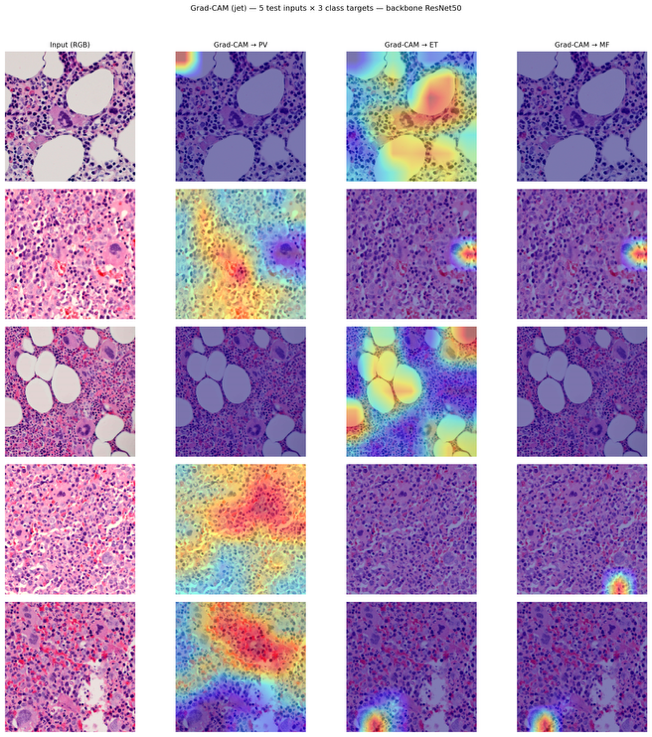 Grad-CAM (jet) — 5 test inputs × 3 class targets — backbone ResNet50
Input (RGB)
Grad-CAM → PV
Grad-CAM → ET
Grad-CAM → MF